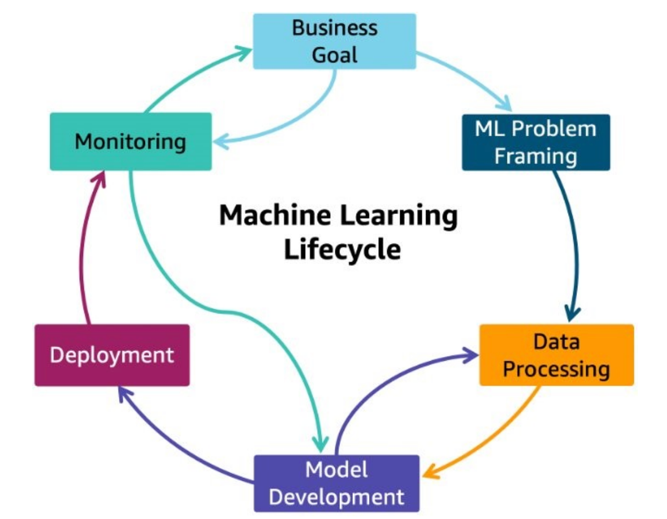 Business
Goal
Monitoring
ML Problem
Framing
Machine Learning
Lifecycle
Deployment
Data
Processing
Model
Development